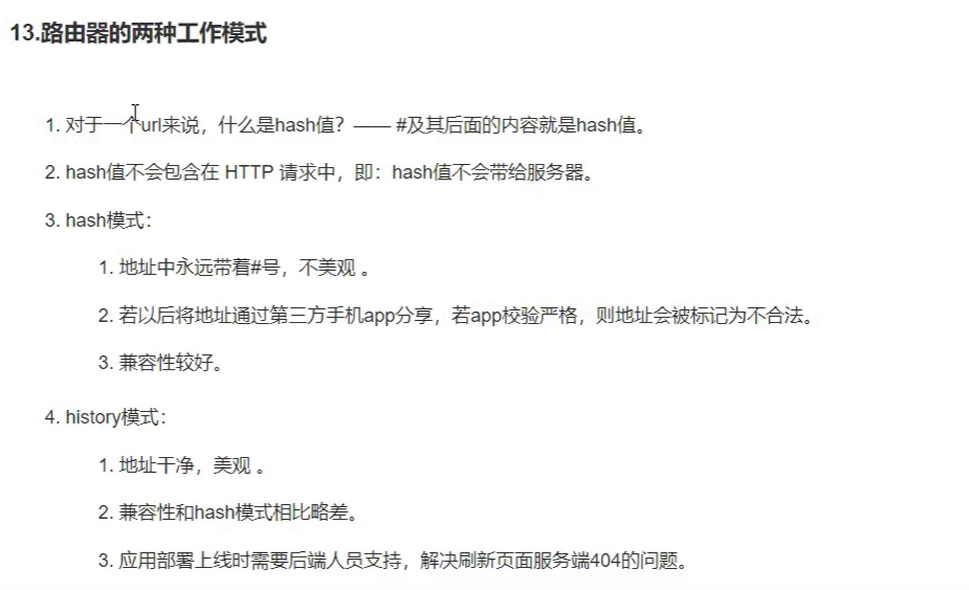 13.路由器的两种工作模式
1. 对于一个url来说，什么是hash值？—— #及其后面的内容就是hash值。
2. hash值不会包含在 HTTP 请求中，即：hash值不会带给服务器。
3. hash模式：
1. 地址中永远带着#号，不美观 。
2. 若以后将地址通过第三方手机app分享，若app校验严格，则地址会被标记为不合法。
3. 兼容性较好。
4. history模式：
1. 地址干净，美观 。
2. 兼容性和hash模式相比略差。
3. 应用部署上线时需要后端人员支持，解决刷新页面服务端404的问题。